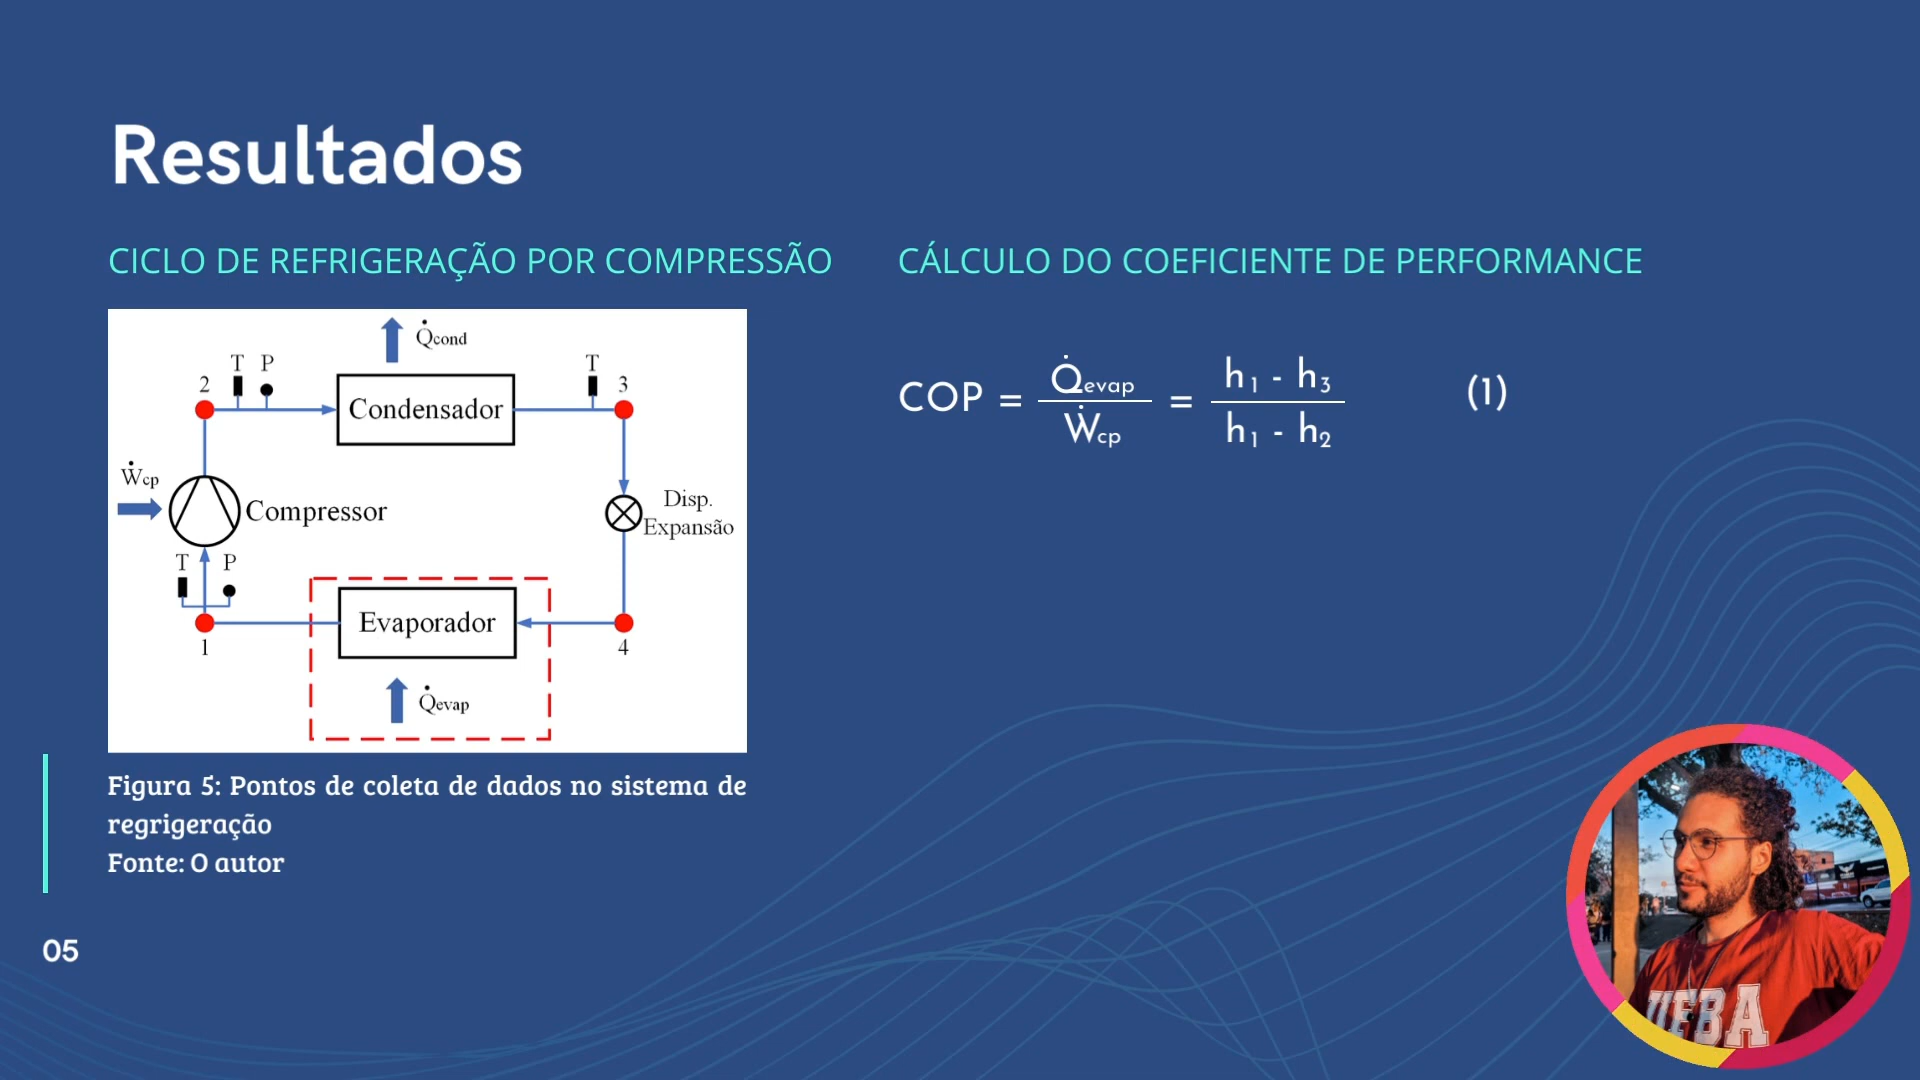 Resultados
CICLO DE REFRIGERAÇÃO POR COMPRESSÃO
Q̇cond
T P
T
2
3
Condensador
Ẇcp
Compressor
Disp.
Expansão
T P
Evaporador
1
4
Q̇evap
Figura 5: Pontos de coleta de dados no sistema de
regrigeração
Fonte: O autor
05
CÁLCULO DO COEFICIENTE DE PERFORMANCE
COP = Q̇evap / Ẇcp = h₁ - h₃ / h₁ - h₂ (1)
UFBA